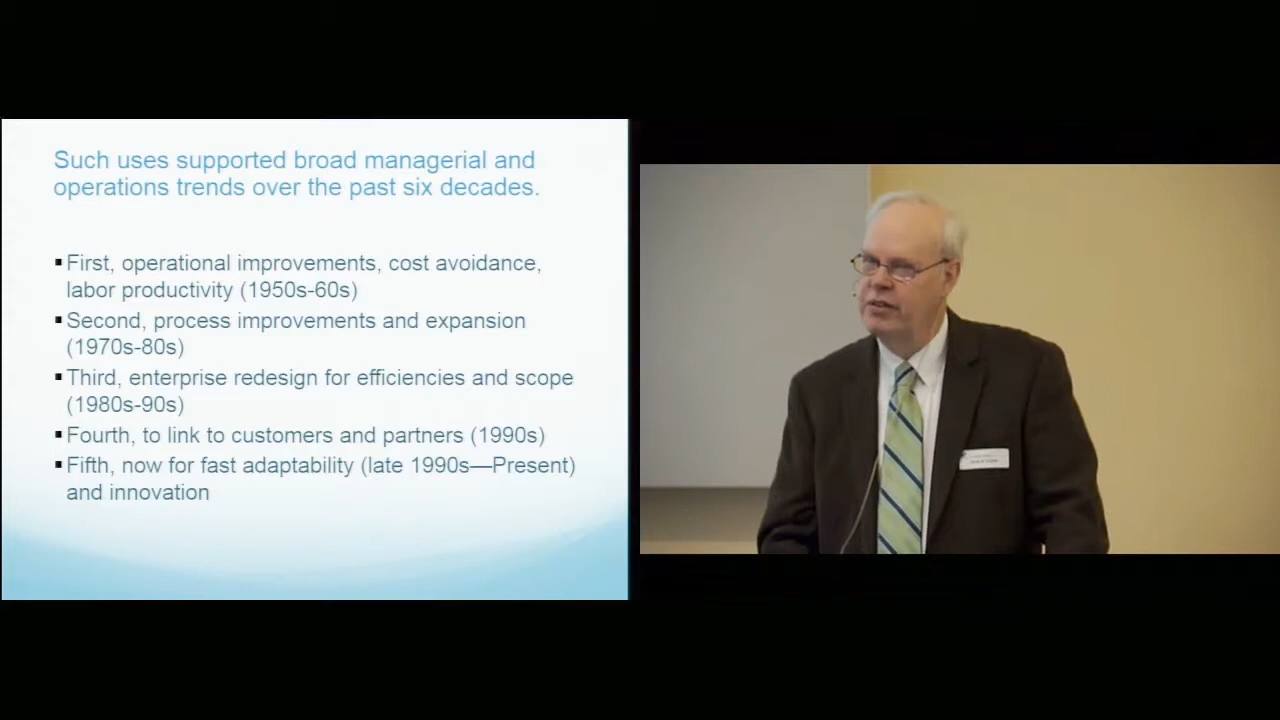 Such uses supported broad managerial and
operations trends over the past six decades.
▪First, operational improvements, cost avoidance,
labor productivity (1950s-60s)
▪Second, process improvements and expansion
(1970s-80s)
▪Third, enterprise redesign for efficiencies and scope
(1980s-90s)
▪Fourth, to link to customers and partners (1990s)
▪Fifth, now for fast adaptability (late 1990s—Present)
and innovation